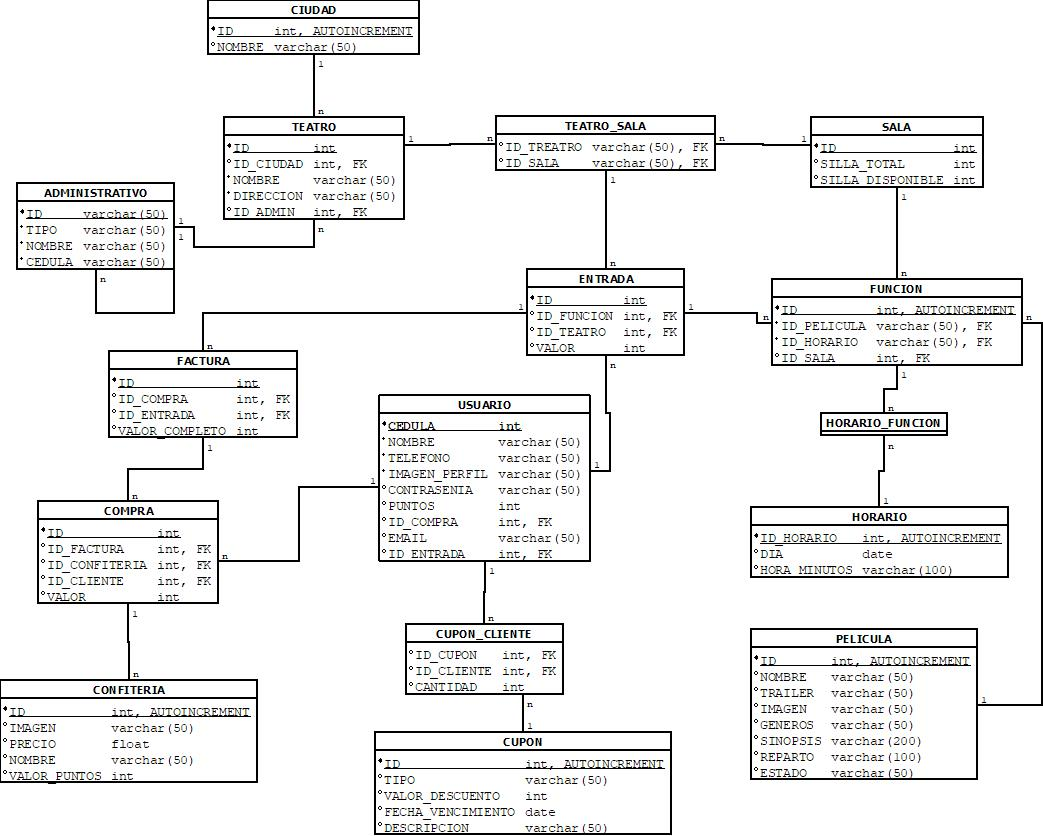 CIUDAD
ID int, AUTOINCREMENT
NOMBRE varchar(50)
1
n
TEATRO
ID int
ID_CIUDAD int, FK
NOMBRE varchar(50)
DIRECCION varchar(50)
ID_ADMIN int, FK
1
n
n
TEATRO_SALA
ID_TREATRO varchar(50), FK
ID_SALA varchar(50), FK
n
1
1
n
SALA
ID int
SILLA_TOTAL int
SILLA_DISPONIBLE int
1
n
ADMINISTRATIVO
ID varchar(50)
TIPO varchar(50)
NOMBRE varchar(50)
CEDULA varchar(50)
1
1
n
ENTRADA
ID int
ID_FUNCION int, FK
ID_TEATRO int, FK
VALOR int
1
1
n
n
FUNCION
ID int, AUTOINCREMENT
ID_PELICULA varchar(50), FK
ID_HORARIO varchar(50), FK
ID_SALA int, FK
n
1
n
HORARIO_FUNCION
n
1
FACTURA
ID int
ID_COMPRA int, FK
ID_ENTRADA int, FK
VALOR_COMPLETO int
n
1
n
USUARIO
CEDULA int
NOMBRE varchar(50)
TELEFONO varchar(50)
IMAGEN_PERFIL varchar(50)
CONTRASENIA varchar(50)
PUNTOS int
ID_COMPRA int, FK
EMAIL varchar(50)
ID_ENTRADA int, FK
1
1
1
n
COMPRA
ID int
ID_FACTURA int, FK
ID_CONFITERIA int, FK
ID_CLIENTE int, FK
VALOR int
n
1
n
HORARIO
ID_HORARIO int, AUTOINCREMENT
DIA date
HORA_MINUTOS varchar(100)
CUPON_CLIENTE
ID_CUPON int, FK
ID_CLIENTE int, FK
CANTIDAD int
n
1
PELICULA
ID int, AUTOINCREMENT
NOMBRE varchar(50)
TRAILER varchar(50)
IMAGEN varchar(50)
GENEROS varchar(50)
SINOPSIS varchar(200)
REPARTO varchar(100)
ESTADO varchar(50)
1
CONFITERIA
ID int, AUTOINCREMENT
IMAGEN varchar(50)
PRECIO float
NOMBRE varchar(50)
VALOR_PUNTOS int
CUPON
ID int, AUTOINCREMENT
TIPO varchar(50)
VALOR_DESCUENTO int
FECHA_VENCIMIENTO date
DESCRIPCION varchar(50)